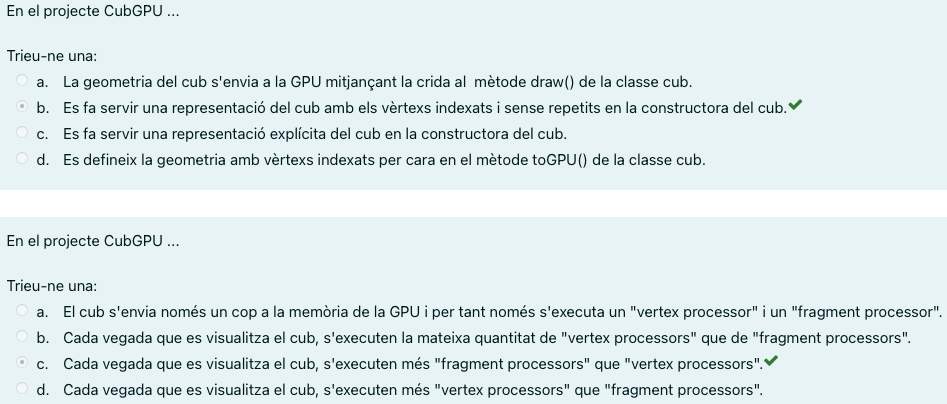 En el projecte CubGPU ...
Trieu-ne una:
a. La geometria del cub s'envia a la GPU mitjançant la crida al mètode draw() de la classe cub.
b. Es fa servir una representació del cub amb els vèrtexs indexats i sense repetits en la constructora del cub.
c. Es fa servir una representació explícita del cub en la constructora del cub.
d. Es defineix la geometria amb vèrtexs indexats per cara en el mètode toGPU() de la classe cub.
En el projecte CubGPU ...
Trieu-ne una:
a. El cub s'envia només un cop a la memòria de la GPU i per tant només s'executa un "vertex processor" i un "fragment processor".
b. Cada vegada que es visualitza el cub, s'executen la mateixa quantitat de "vertex processors" que de "fragment processors".
c. Cada vegada que es visualitza el cub, s'executen més "fragment processors" que "vertex processors".
d. Cada vegada que es visualitza el cub, s'executen més "vertex processors" que "fragment processors".